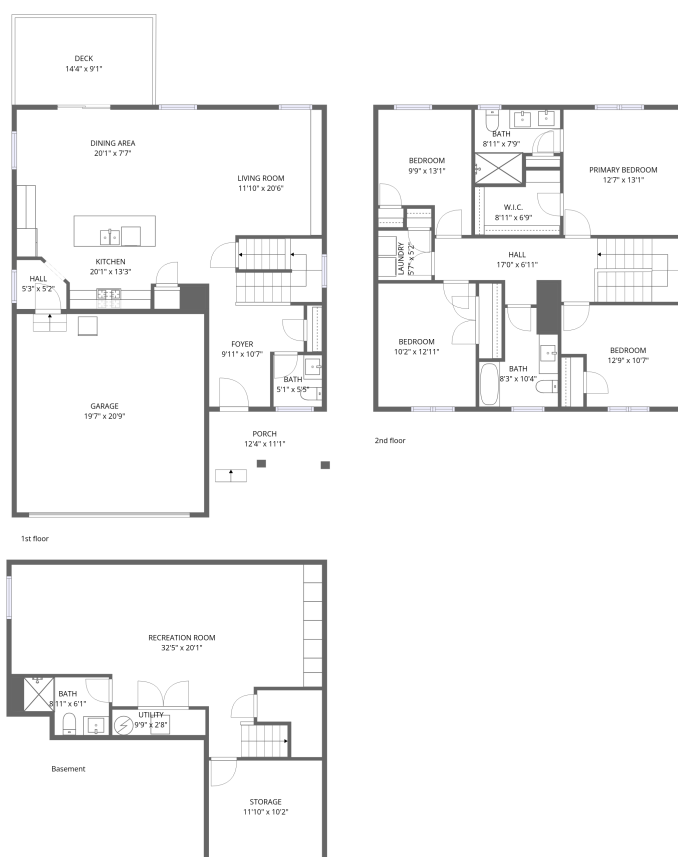 DECK
14'4" x 9'1"
DINING AREA
20'1" x 7'7"
LIVING ROOM
11'10" x 20'6"
KITCHEN
20'1" x 13'3"
HALL
5'3" x 5'2"
FOYER
9'11" x 10'7"
BATH
5'1" x 5'5"
GARAGE
19'7" x 20'9"
PORCH
12'4" x 11'1"
1st floor
BEDROOM
9'9" x 13'1"
BATH
8'11" x 7'9"
PRIMARY BEDROOM
12'7" x 13'1"
W.I.C.
8'11" x 6'9"
LAUNDRY
5'7" x 5'2"
HALL
17'0" x 6'11"
BEDROOM
10'2" x 12'11"
BATH
8'3" x 10'4"
BEDROOM
12'9" x 10'7"
2nd floor
RECREATION ROOM
32'5" x 20'1"
BATH
8'11" x 6'1"
UTILITY
9'9" x 2'8"
Basement
STORAGE
11'10" x 10'2"